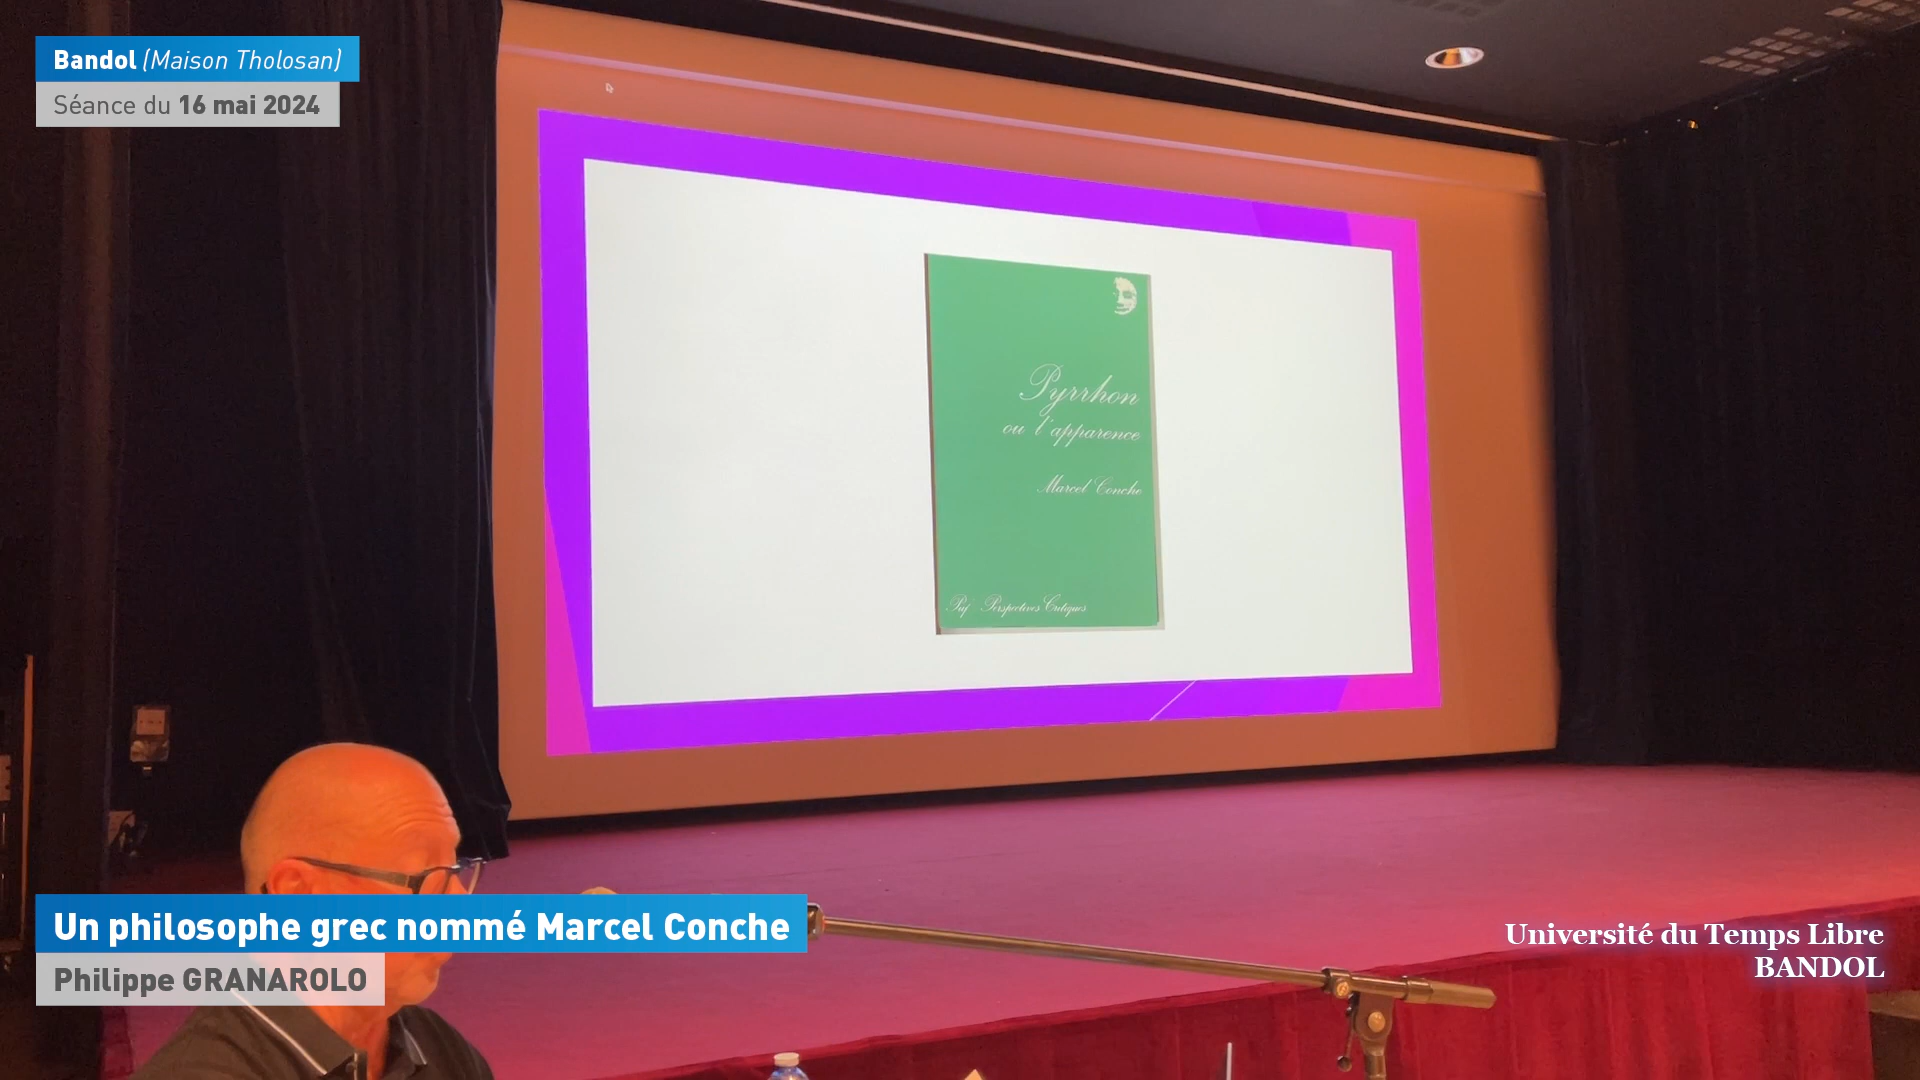 Bandol (Maison Tholosan)
Séance du 16 mai 2024
Pyrrhon
ou l'apparence
Marcel Conche
Puf Perspectives Critiques
Un philosophe grec nommé Marcel Conche
Philippe GRANAROLO
Université du Temps Libre
BANDOL